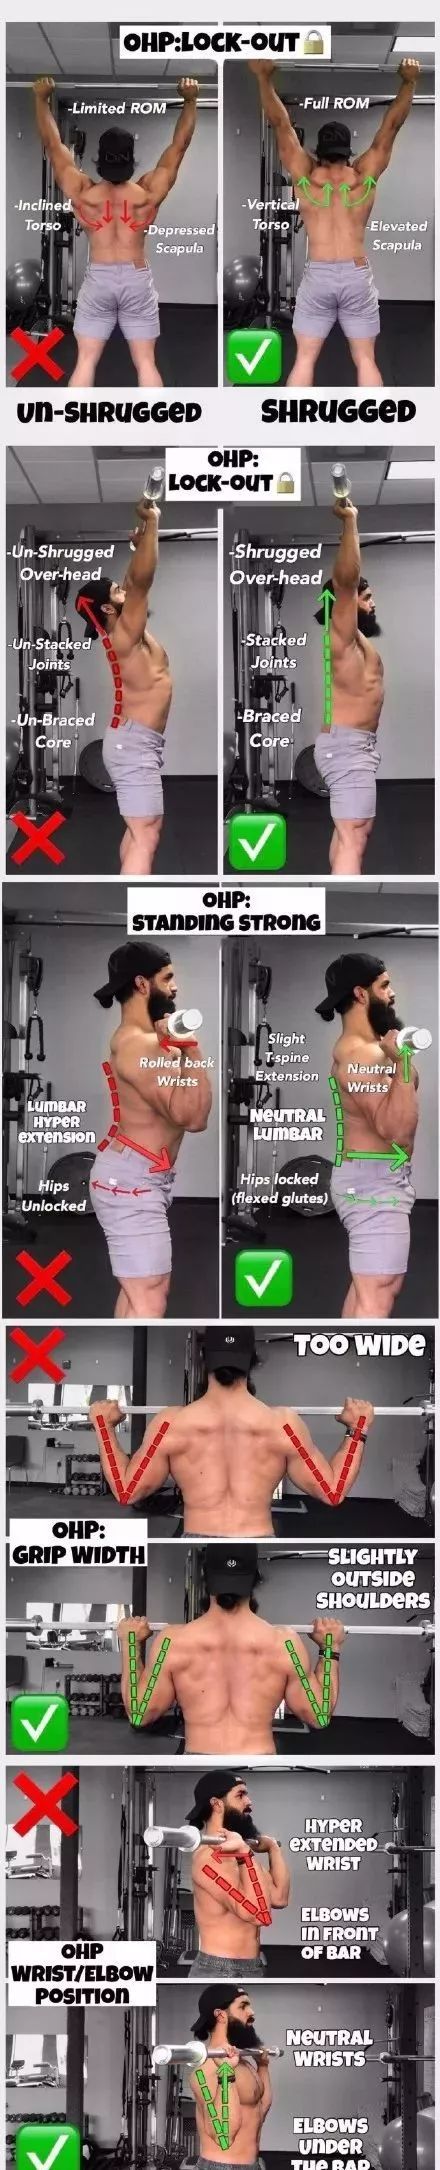 OHP:LOCK-OUT
-Limited ROM
-Inclined
Torso
-Depressed
Scapula
-Full ROM
-Vertical
Torso
-Elevated
Scapula
UN-SHRUGGED
SHRUGGED
OHP:
LOCK-OUT
-Un-Shrugged
Over-head
-Un-Stacked
Joints
-Un-Braced
Core
-Shrugged
Over-head
-Stacked
Joints
-Braced
Core
OHP:
STANDING STRONG
Rolled back
Wrists
LUMBAR
HYPER
EXTENSION
Hips
Unlocked
Slight
T-spine
Extension
Neutral
Wrists
NEUTRAL
LUMBAR
Hips locked
(flexed glutes)
TOO WIDE
OHP:
GRIP WIDTH
SLIGHTLY
OUTSIDE
SHOULDERS
HYPER
EXTENDED
WRIST
ELBOWS
IN FRONT
OF BAR
OHP
WRIST/ELBOW
POSITION
NEUTRAL
WRISTS
ELBOWS
UNDER
THE BAR